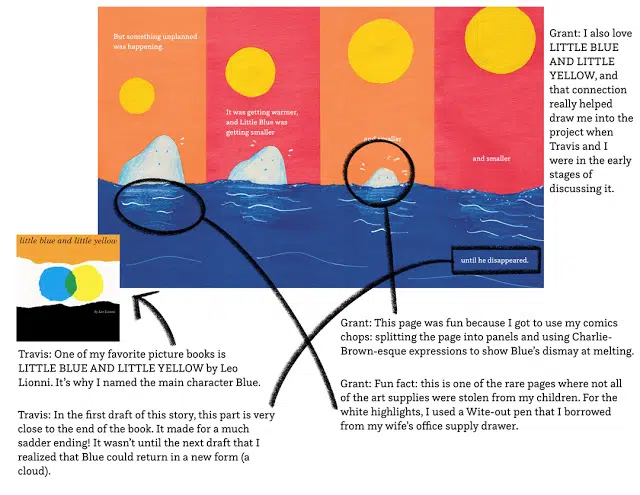 But something unplanned
was happening.
It was getting warmer,
and Little Blue was
getting smaller
and smaller
and smaller
until he disappeared.
Grant: I also love
LITTLE BLUE
AND LITTLE
YELLOW, and
that connection
really helped
draw me into the
project when
Travis and I
were in the early
stages of
discussing it.
little blue and little yellow
by Leo Lionni
Travis: One of my favorite picture books is
LITTLE BLUE AND LITTLE YELLOW by Leo
Lionni. It's why I named the main character Blue.
Travis: In the first draft of this story, this part is very
close to the end of the book. It made for a much
sadder ending! It wasn't until the next draft that I
realized that Blue could return in a new form (a
cloud).
Grant: This page was fun because I got to use my comics
chops: splitting the page into panels and using Charlie-
Brown-esque expressions to show Blue's dismay at melting.
Grant: Fun fact: this is one of the rare pages where not all
of the art supplies were stolen from my children. For the
white highlights, I used a Wite-out pen that I borrowed
from my wife's office supply drawer.